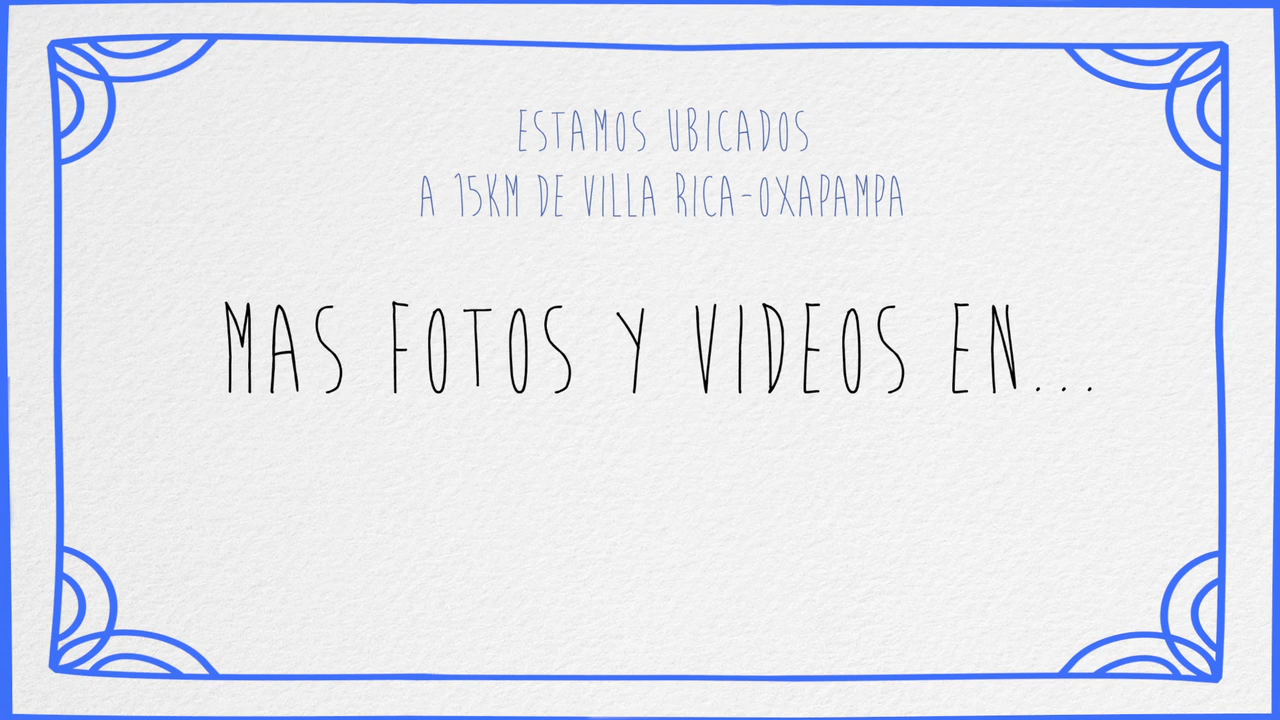 ESTAMOS UBICADOS
A 15KM DE VILLA RICA-OXAPAMPA
MAS FOTOS Y VIDEOS EN...